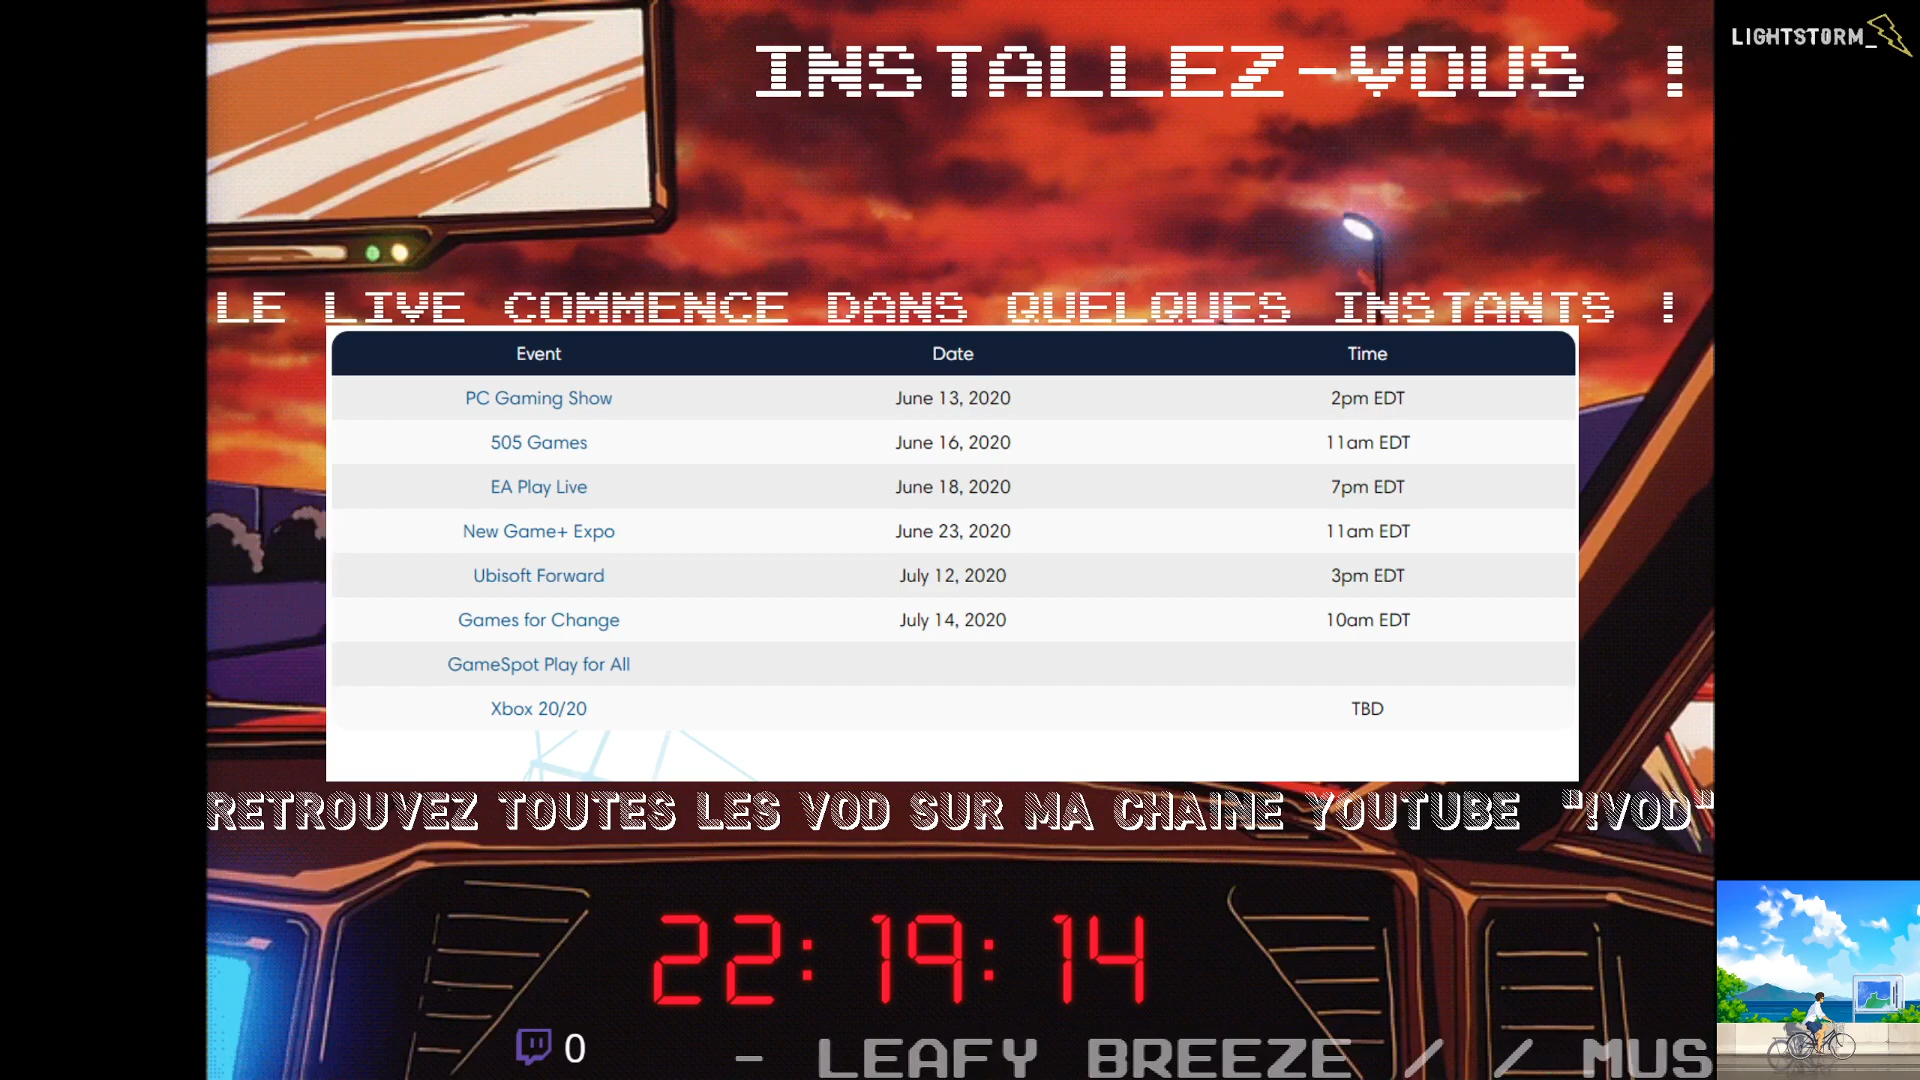 INSTALLEZ-VOUS !
LIGHTSTORM_
LE LIVE COMMENCE DANS QUELQUES INSTANTS !
Event Date Time
PC Gaming Show June 13, 2020 2pm EDT
505 Games June 16, 2020 11am EDT
EA Play Live June 18, 2020 7pm EDT
New Game+ Expo June 23, 2020 11am EDT
Ubisoft Forward July 12, 2020 3pm EDT
Games for Change July 14, 2020 10am EDT
GameSpot Play for All
Xbox 20/20 TBD
RETROUVEZ TOUTES LES VOD SUR MA CHAINE YOUTUBE "!VOD"
22:19:14
0 - LEAFY BREEZE // MUS